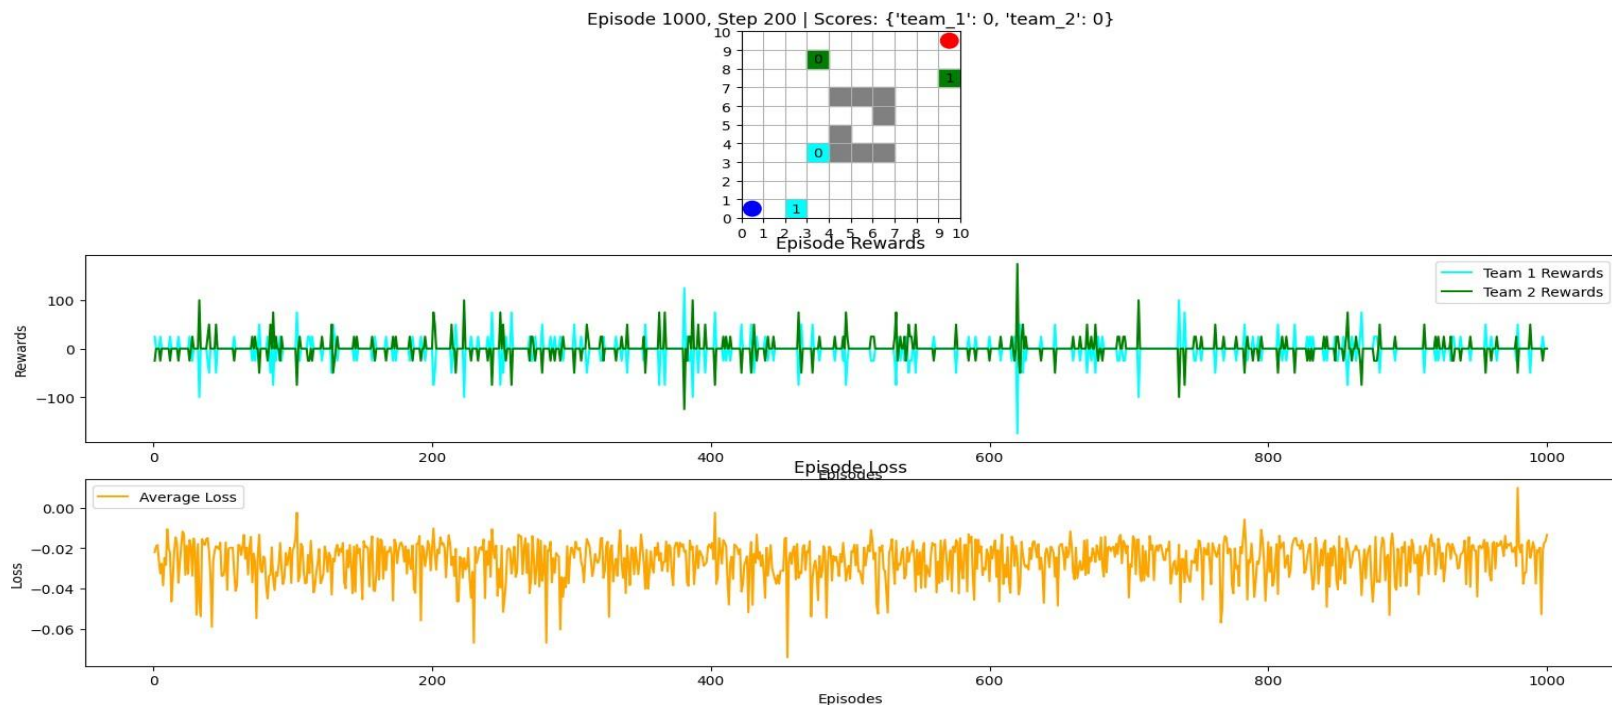 Episode 1000, Step 200 | Scores: {'team_1': 0, 'team_2': 0}
10
9
8
7
6
5
4
3
2
1
0
0
1
0
1
0 1 2 3 4 5 6 7 8 9 10
Episode Rewards
Rewards
100
0
−100
Team 1 Rewards
Team 2 Rewards
0 200 400 600 800 1000
Episodes
Episode Loss
Loss
0.00
−0.02
−0.04
−0.06
Average Loss
0 200 400 600 800 1000
Episodes